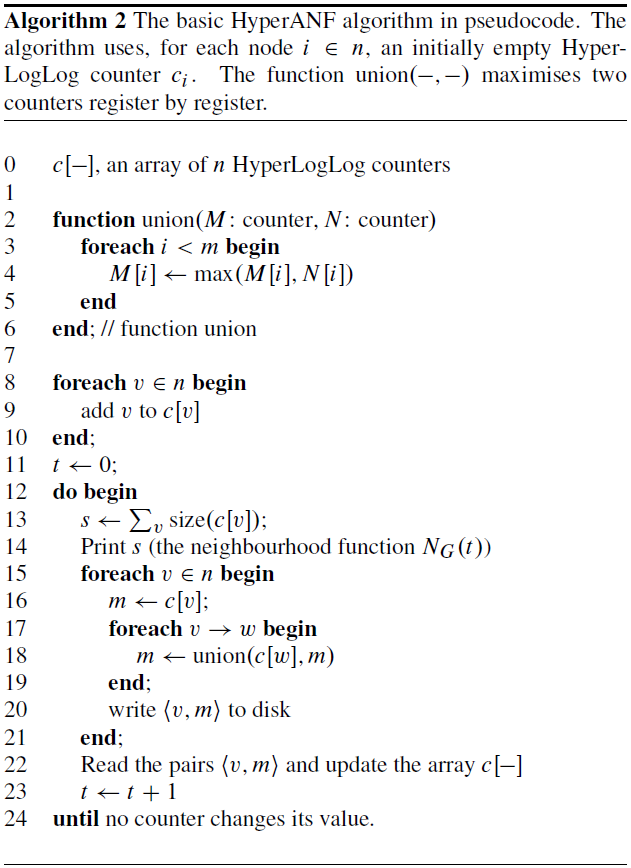 Algorithm 2 The basic HyperANF algorithm in pseudocode. The
algorithm uses, for each node i ∈ n, an initially empty Hyper-
LogLog counter cᵢ. The function union(−,−) maximises two
counters register by register.
0 c[−], an array of n HyperLogLog counters
1
2 function union(M : counter, N : counter)
3 foreach i < m begin
4 M[i] ← max(M[i], N[i])
5 end
6 end; // function union
7
8 foreach v ∈ n begin
9 add v to c[v]
10 end;
11 t ← 0;
12 do begin
13 s ← ∑ᵥ size(c[v]);
14 Print s (the neighbourhood function N_G(t))
15 foreach v ∈ n begin
16 m ← c[v];
17 foreach v → w begin
18 m ← union(c[w], m)
19 end;
20 write ⟨v, m⟩ to disk
21 end;
22 Read the pairs ⟨v, m⟩ and update the array c[−]
23 t ← t + 1
24 until no counter changes its value.